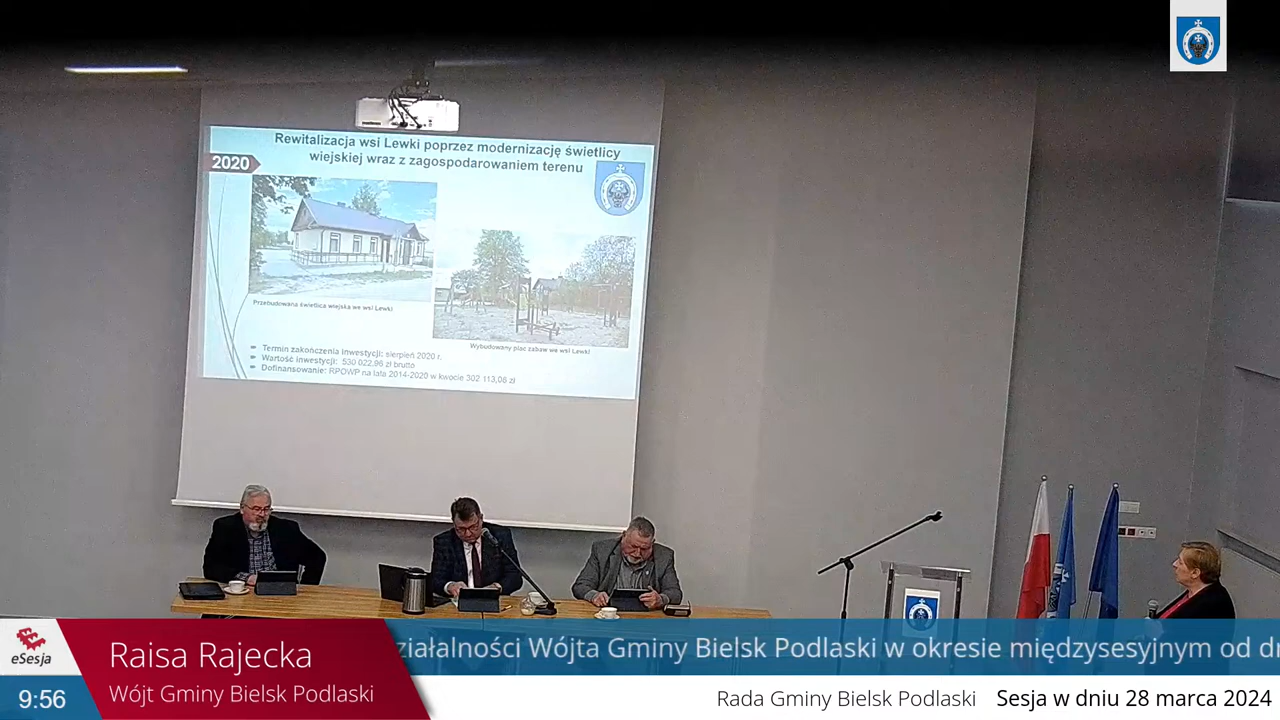 Rewitalizacja wsi Lewki poprzez modernizację świetlicy
wiejskiej wraz z zagospodarowaniem terenu
2020
Przebudowana świetlica wiejska we wsi Lewki
Wybudowany plac zabaw we wsi Lewki
Termin zakończenia inwestycji: sierpień 2020 r.
Wartość inwestycji: 530 022,96 zł brutto
Dofinansowanie: RPOWP na lata 2014-2020 w kwocie 302 113,08 zł
eSesja
9:56
Raisa Rajecka
Wójt Gminy Bielsk Podlaski
ziałalności Wójta Gminy Bielsk Podlaski w okresie międzysesyjnym od dn
Rada Gminy Bielsk Podlaski Sesja w dniu 28 marca 2024